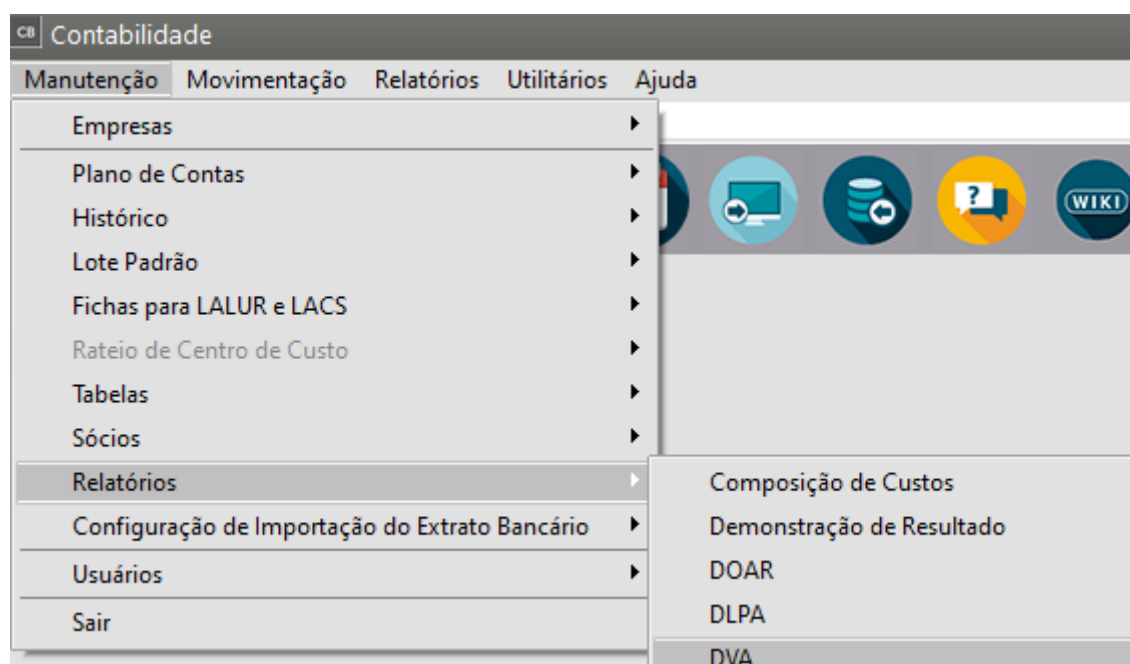 CB Contabilidade
Manutenção Movimentação Relatórios Utilitários Ajuda
Empresas
Plano de Contas
Histórico
Lote Padrão
Fichas para LALUR e LACS
Rateio de Centro de Custo
Tabelas
Sócios
Relatórios
Configuração de Importação do Extrato Bancário
Usuários
Sair
?
WIKI
Composição de Custos
Demonstração de Resultado
DOAR
DLPA
DVA